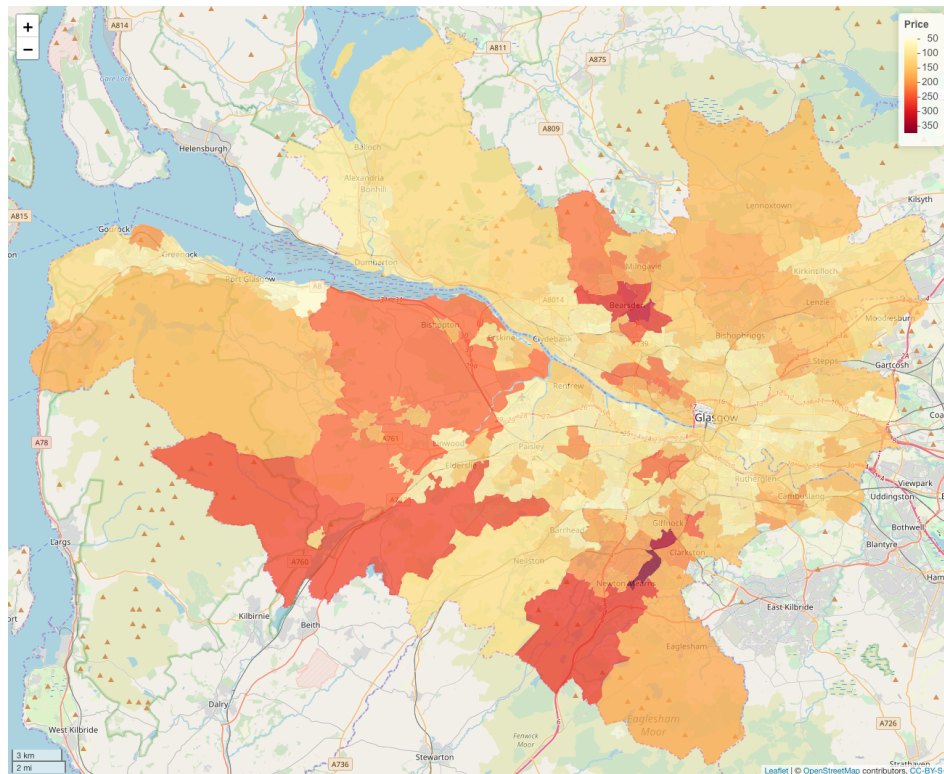 +
−
A814
A811
A875
Gare Loch
Price
50
100
150
200
250
300
350
A809
Helensburgh
Balloch
Alexandria
Bonhill
Lennoxtown
Kilsyth
A815
Gourock
Greenock
Dumbarton
Milngavie
Kirkintilloch
Port Glasgow
A8
A8014
Bearsden
Lenzie
Moodiesburn
Bishopton
Erskine
Clydebank
A739
Bishopbriggs
Stepps
Gartcosh
Renfrew
Glasgow
A78
A761
Linwood
Paisley
Elderslie
Rutherglen
Viewpark
Cambuslang
Uddingston
Bothwell
Giffnock
Blantyre
Largs
Barrhead
Clarkston
A760
Neilston
Newton Mearns
East Kilbride
Kilbirnie
Beith
Eaglesham
Dalry
Eaglesham
Moor
West Kilbride
Fenwick
Moor
A726
3 km
2 mi
Stewarton
A736
Strathaven
Leaflet | © OpenStreetMap contributors, CC-BY-S